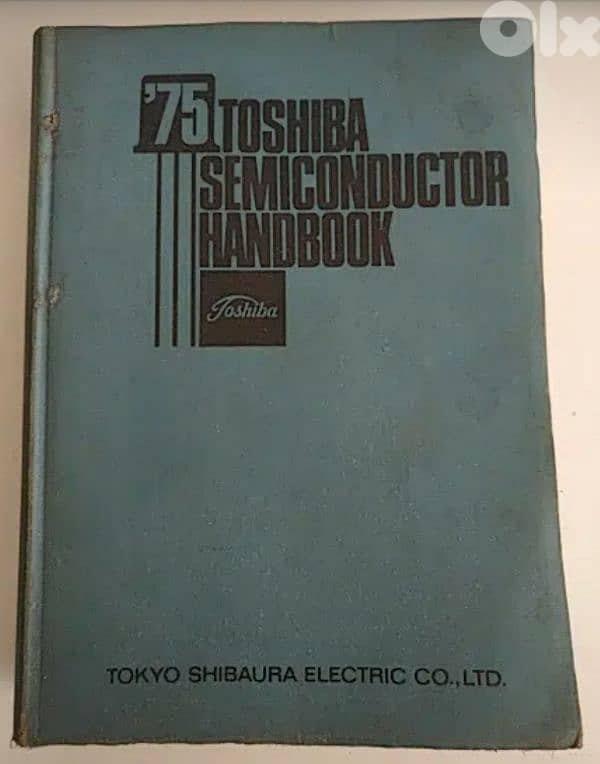 olx
'75 TOSHIBA
SEMICONDUCTOR
HANDBOOK
Toshiba
TOKYO SHIBAURA ELECTRIC CO.,LTD.